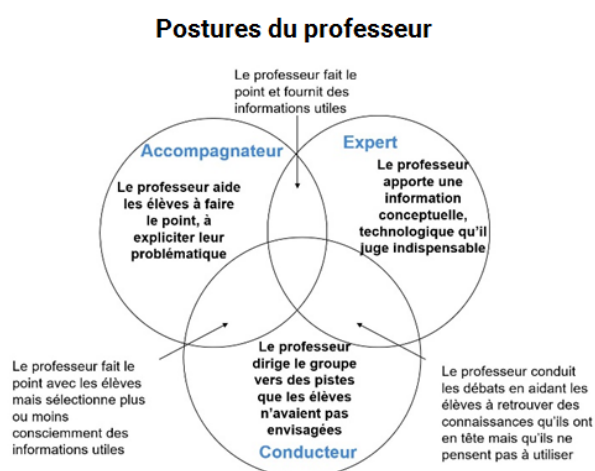 Postures du professeur
Le professeur fait le
point et fournit des
informations utiles
Accompagnateur
Le professeur aide
les élèves à faire
le point, à
expliciter leur
problématique
Expert
Le professeur
apporte une
information
conceptuelle,
technologique qu'il
juge indispensable
Le professeur fait le
point avec les élèves
mais sélectionne plus
ou moins
consciemment des
informations utiles
Le professeur
dirige le groupe
vers des pistes
que les élèves
n'avaient pas
envisagées
Conducteur
Le professeur conduit
les débats en aidant les
élèves à retrouver des
connaissances qu'ils ont
en tête mais qu'ils ne
pensent pas à utiliser